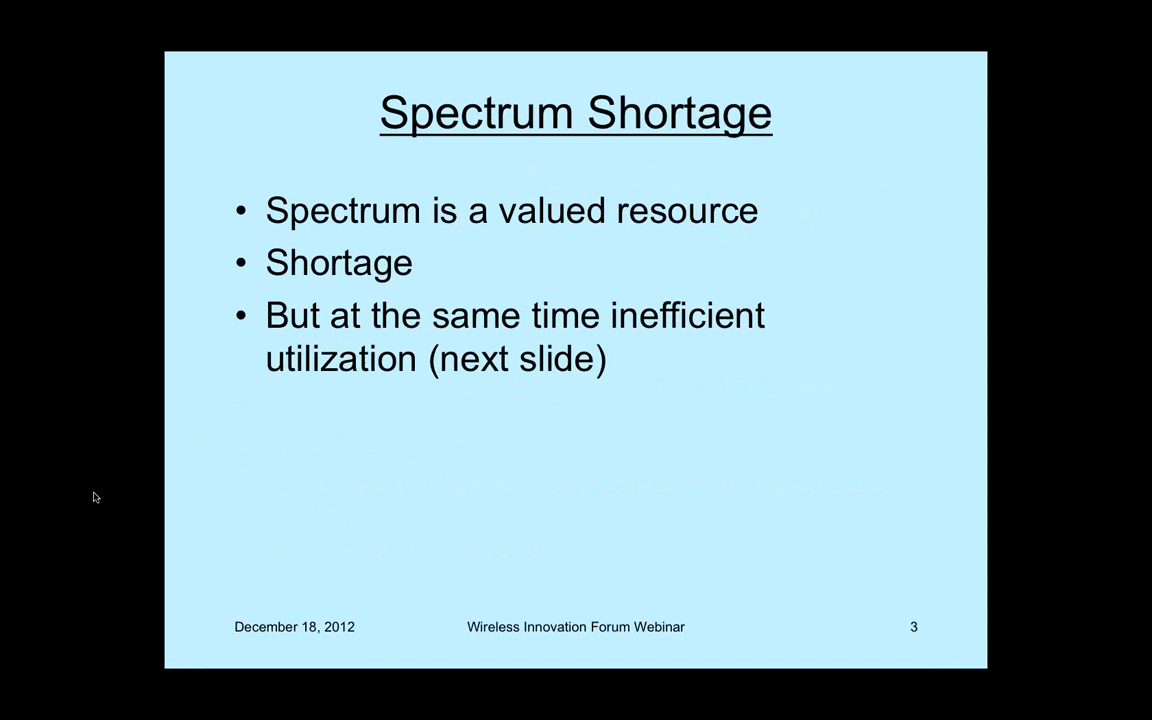 Spectrum Shortage
• Spectrum is a valued resource
• Shortage
• But at the same time inefficient
utilization (next slide)
December 18, 2012 Wireless Innovation Forum Webinar 3